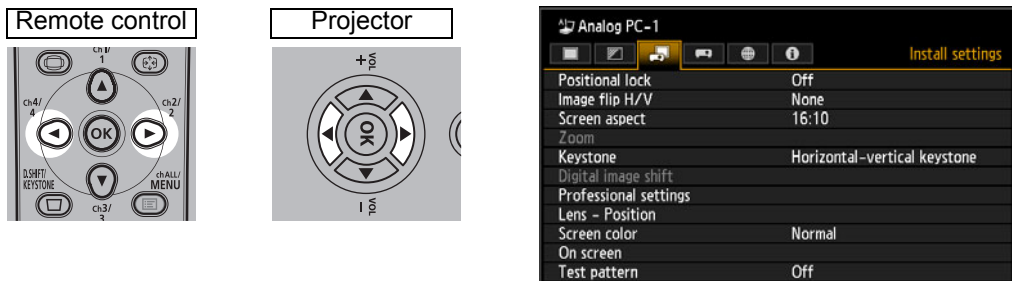 Remote control
Ch1/
1
Ch4/
4
Ch2/
2
OK
D.SHIFT/
KEYSTONE
ch ALL/
MENU
Ch3/
3
Projector
+ VOL
OK
− VOL
Analog PC-1
Install settings
Positional lock Off
Image flip H/V None
Screen aspect 16:10
Zoom
Keystone Horizontal-vertical keystone
Digital image shift
Professional settings
Lens - Position
Screen color Normal
On screen
Test pattern Off